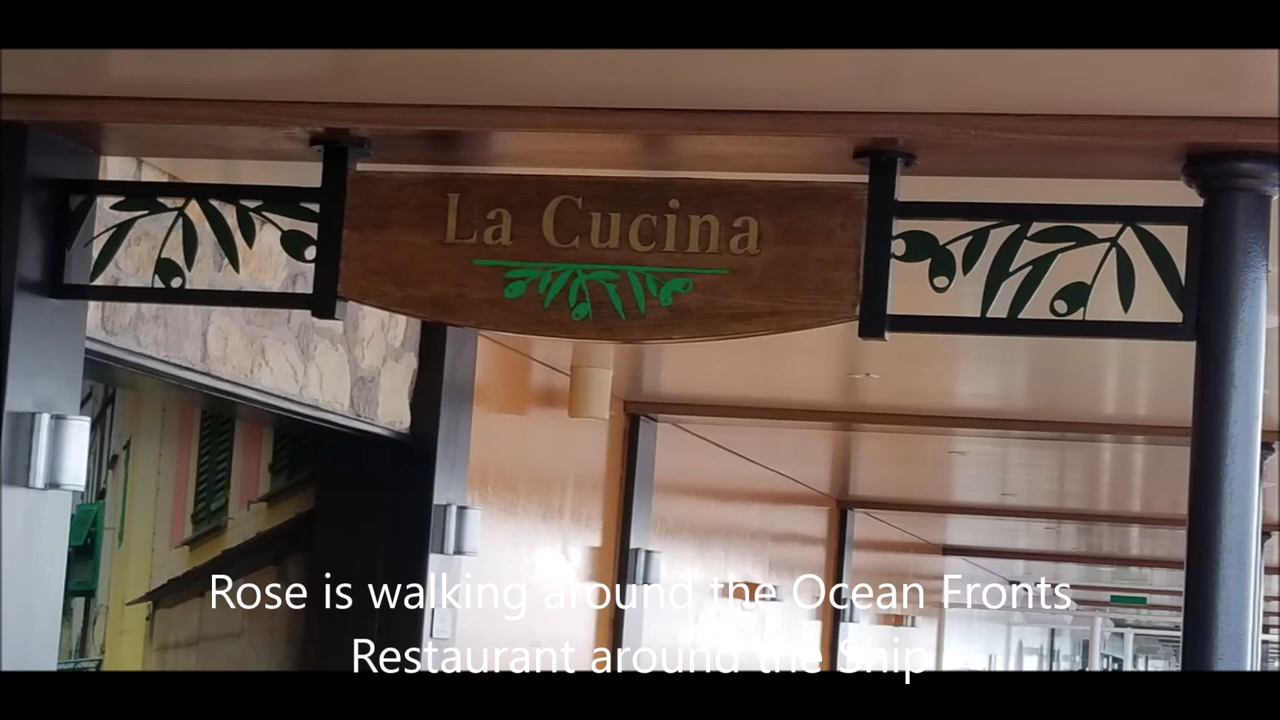 La Cucina
Rose is walking around the Ocean Fronts
Restaurant around the Ship